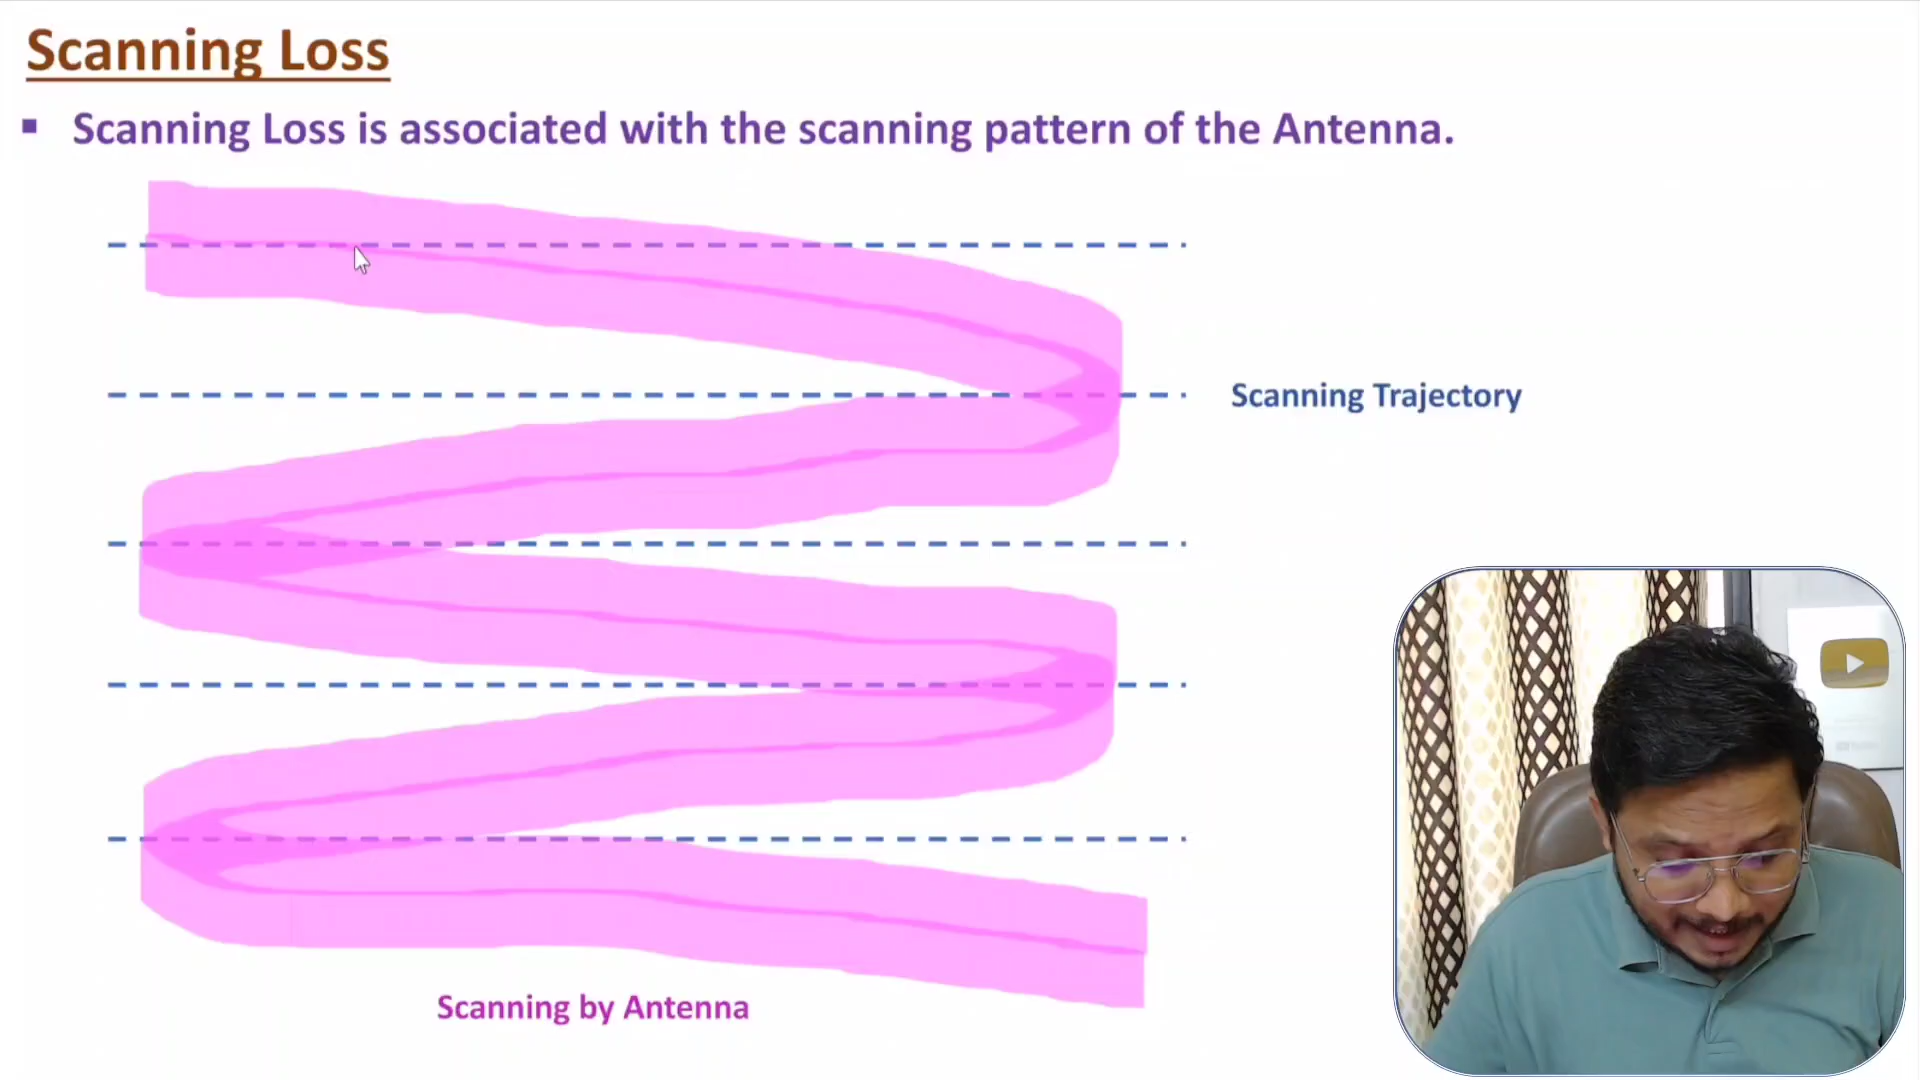 Scanning Loss
▪ Scanning Loss is associated with the scanning pattern of the Antenna.
Scanning Trajectory
Scanning by Antenna